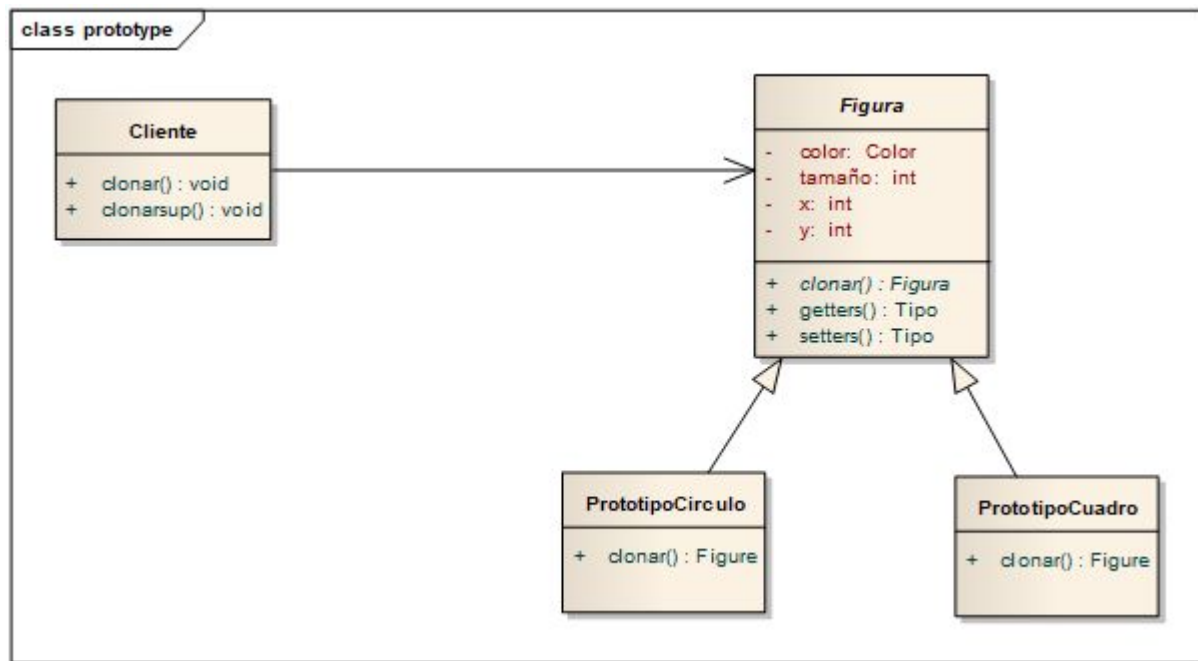 class prototype
Cliente
+ clonar() : void
+ clonarsup() : void
Figura
- color: Color
- tamaño: int
- x: int
- y: int
+ clonar() : Figura
+ getters() : Tipo
+ setters() : Tipo
PrototipoCirculo
+ clonar() : Figure
PrototipoCuadro
+ clonar() : Figure